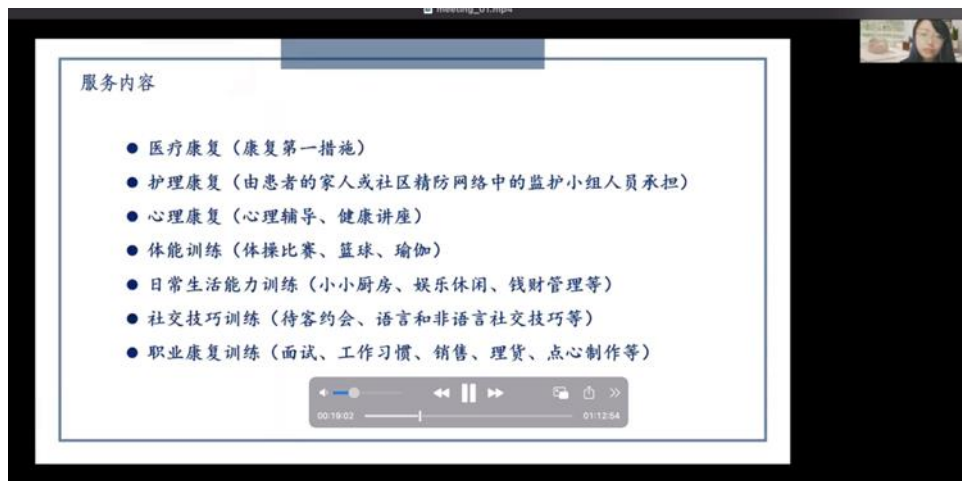 meeting_01.mp4
服务内容
● 医疗康复（康复第一措施）
● 护理康复（由患者的家人或社区精防网络中的监护小组人员承担）
● 心理康复（心理辅导、健康讲座）
● 体能训练（体操比赛、篮球、瑜伽）
● 日常生活能力训练（小小厨房、娱乐休闲、钱财管理等）
● 社交技巧训练（待客约会、语言和非语言社交技巧等）
● 职业康复训练（面试、工作习惯、销售、理货、点心制作等）
00:19:02 01:12:54